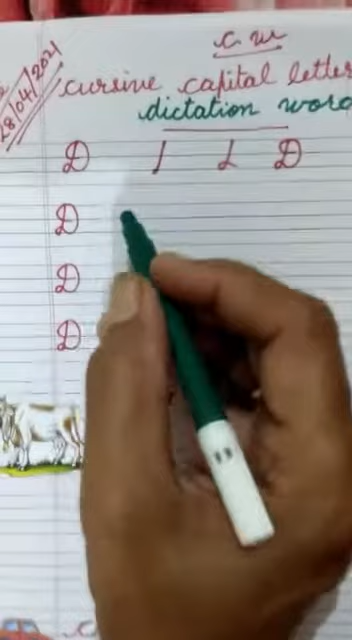 C.W
28/04/2021
cursive capital letter
dictation word
D I L D
D
D
D